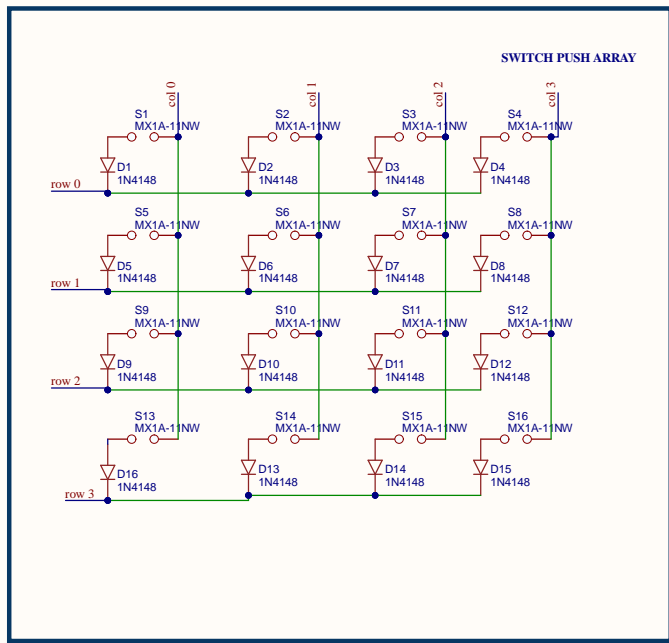 SWITCH PUSH ARRAY
col 0
col 1
col 2
col 3
S1
MX1A-11NW
S2
MX1A-11NW
S3
MX1A-11NW
S4
MX1A-11NW
D1
1N4148
D2
1N4148
D3
1N4148
D4
1N4148
row 0
S5
MX1A-11NW
S6
MX1A-11NW
S7
MX1A-11NW
S8
MX1A-11NW
D5
1N4148
D6
1N4148
D7
1N4148
D8
1N4148
row 1
S9
MX1A-11NW
S10
MX1A-11NW
S11
MX1A-11NW
S12
MX1A-11NW
D9
1N4148
D10
1N4148
D11
1N4148
D12
1N4148
row 2
S13
MX1A-11NW
S14
MX1A-11NW
S15
MX1A-11NW
S16
MX1A-11NW
D16
1N4148
D13
1N4148
D14
1N4148
D15
1N4148
row 3